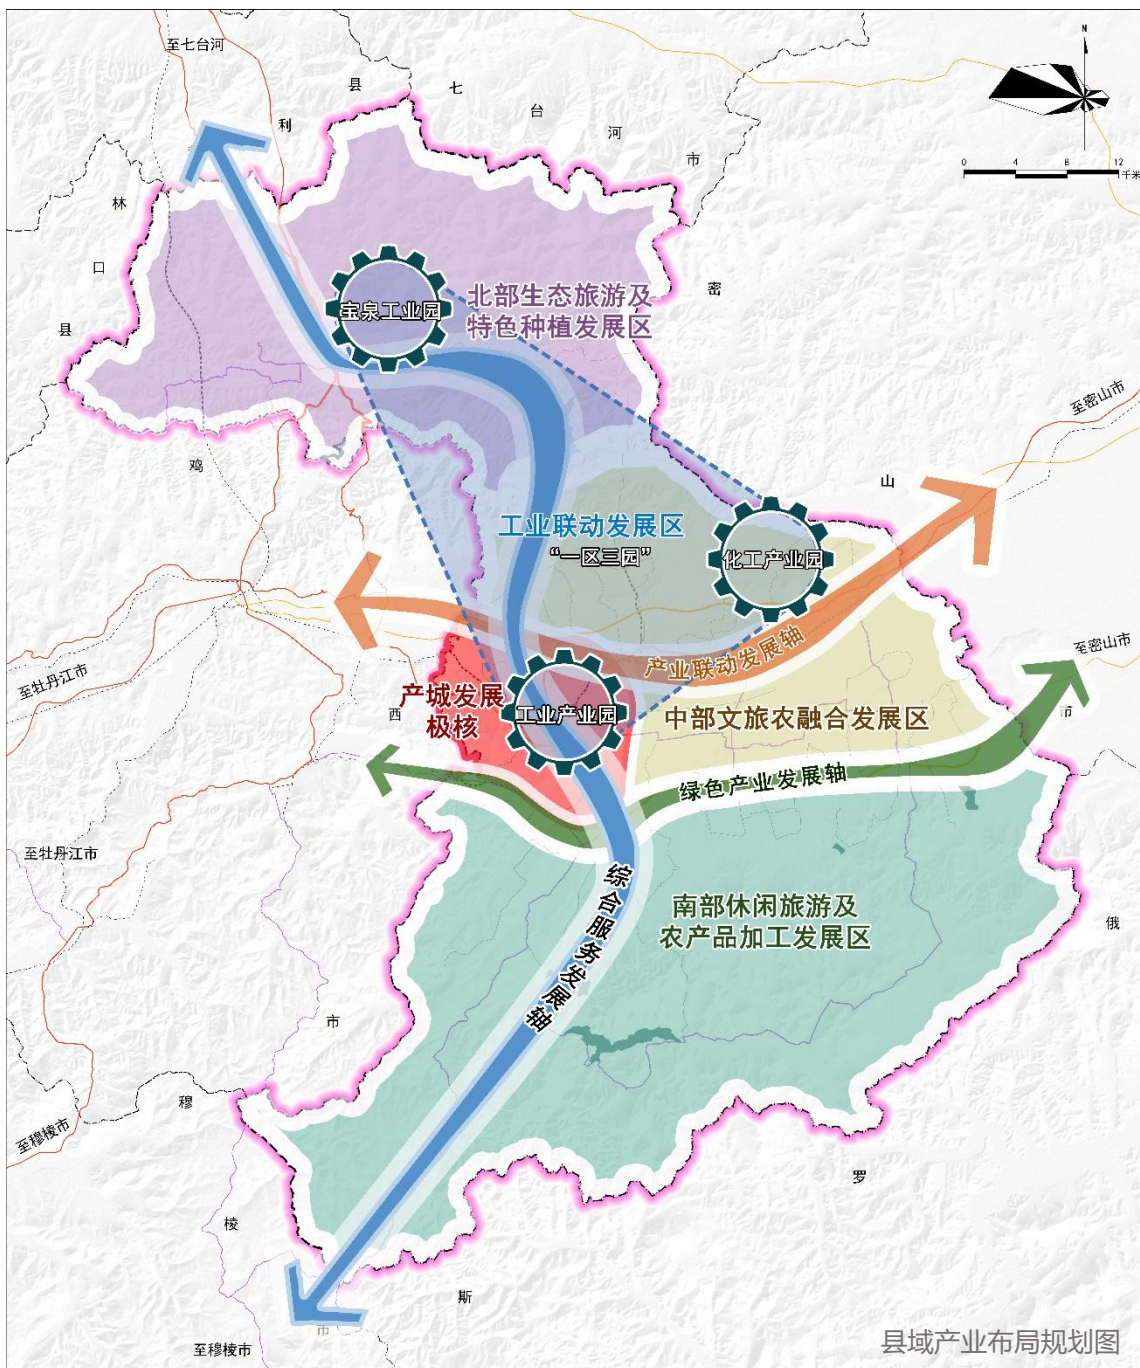 N
0 4 8 12
千米
至七台河
县
七
台
河
市
利
林
口
县
密
宝泉工业园
北部生态旅游及
特色种植发展区
至密山市
鸡
山
工业联动发展区
“一区三园”
化工产业园
产业联动发展轴
至密山市
至牡丹江市
产城发展
极核
西
工业产业园
中部文旅农融合发展区
市
绿色产业发展轴
至牡丹江市
综合服务发展轴
南部休闲旅游及
农产品加工发展区
俄
市
穆
至穆棱市
罗
棱
斯
市
至穆棱市
县域产业布局规划图